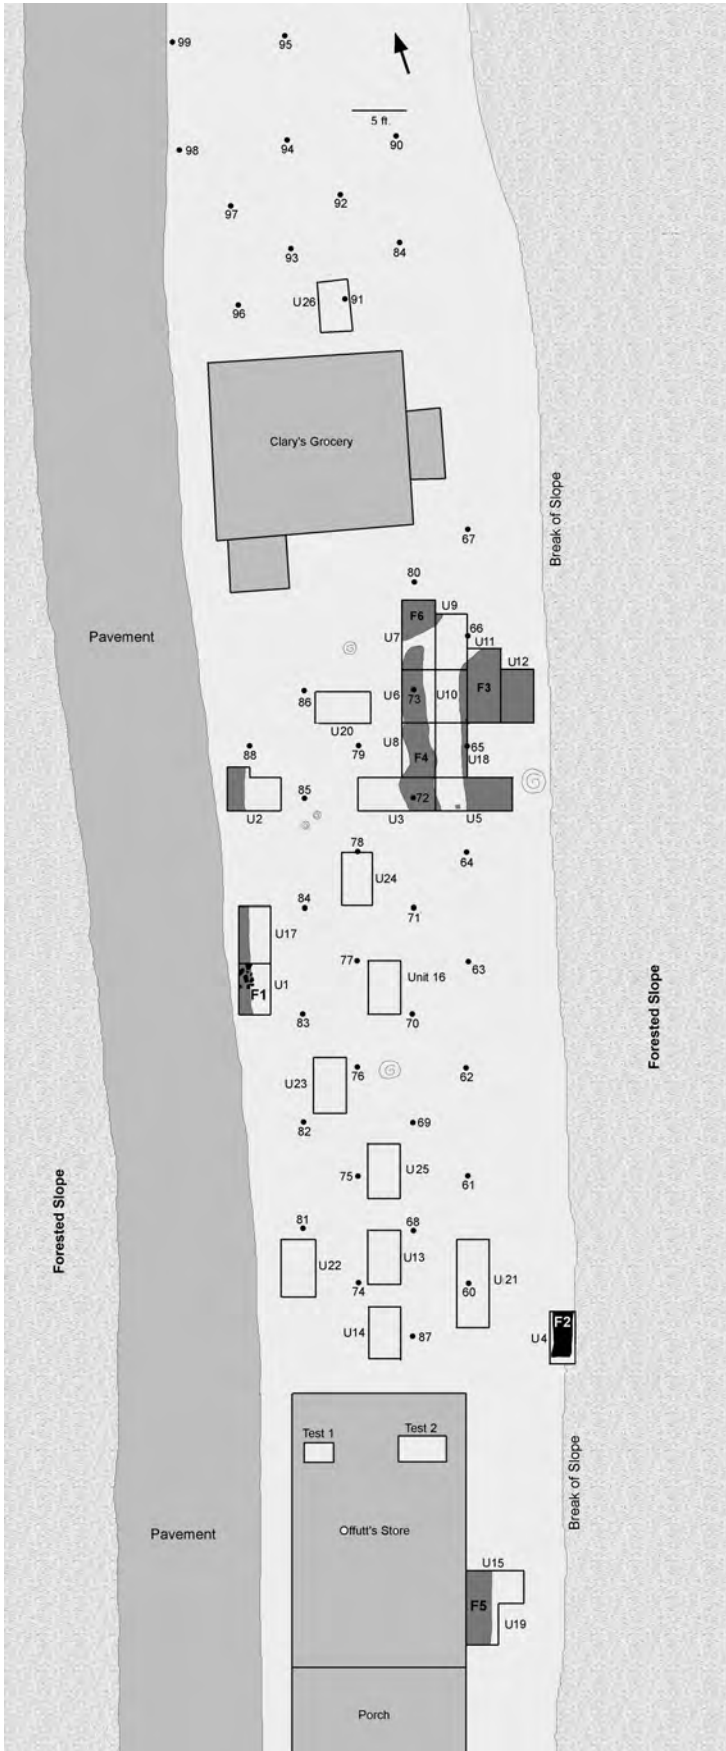 99
95
5 ft.
98
94
90
97
92
93
84
U26
91
96
Clary's Grocery
Break of Slope
67
80
Pavement
F6
U9
U7
66
U11
U12
86
U6
73
U10
F3
U20
88
79
U8
F4
65
U18
85
72
U2
U3
U5
78
64
U24
84
71
U17
77
63
Unit 16
U1
F1
83
70
Forested Slope
76
62
U23
82
69
75
U25
61
Forested Slope
81
68
U22
U13
U21
74
60
U14
87
U4
F2
Test 1
Test 2
Break of Slope
Pavement
Offutt's Store
U15
F5
U19
Porch